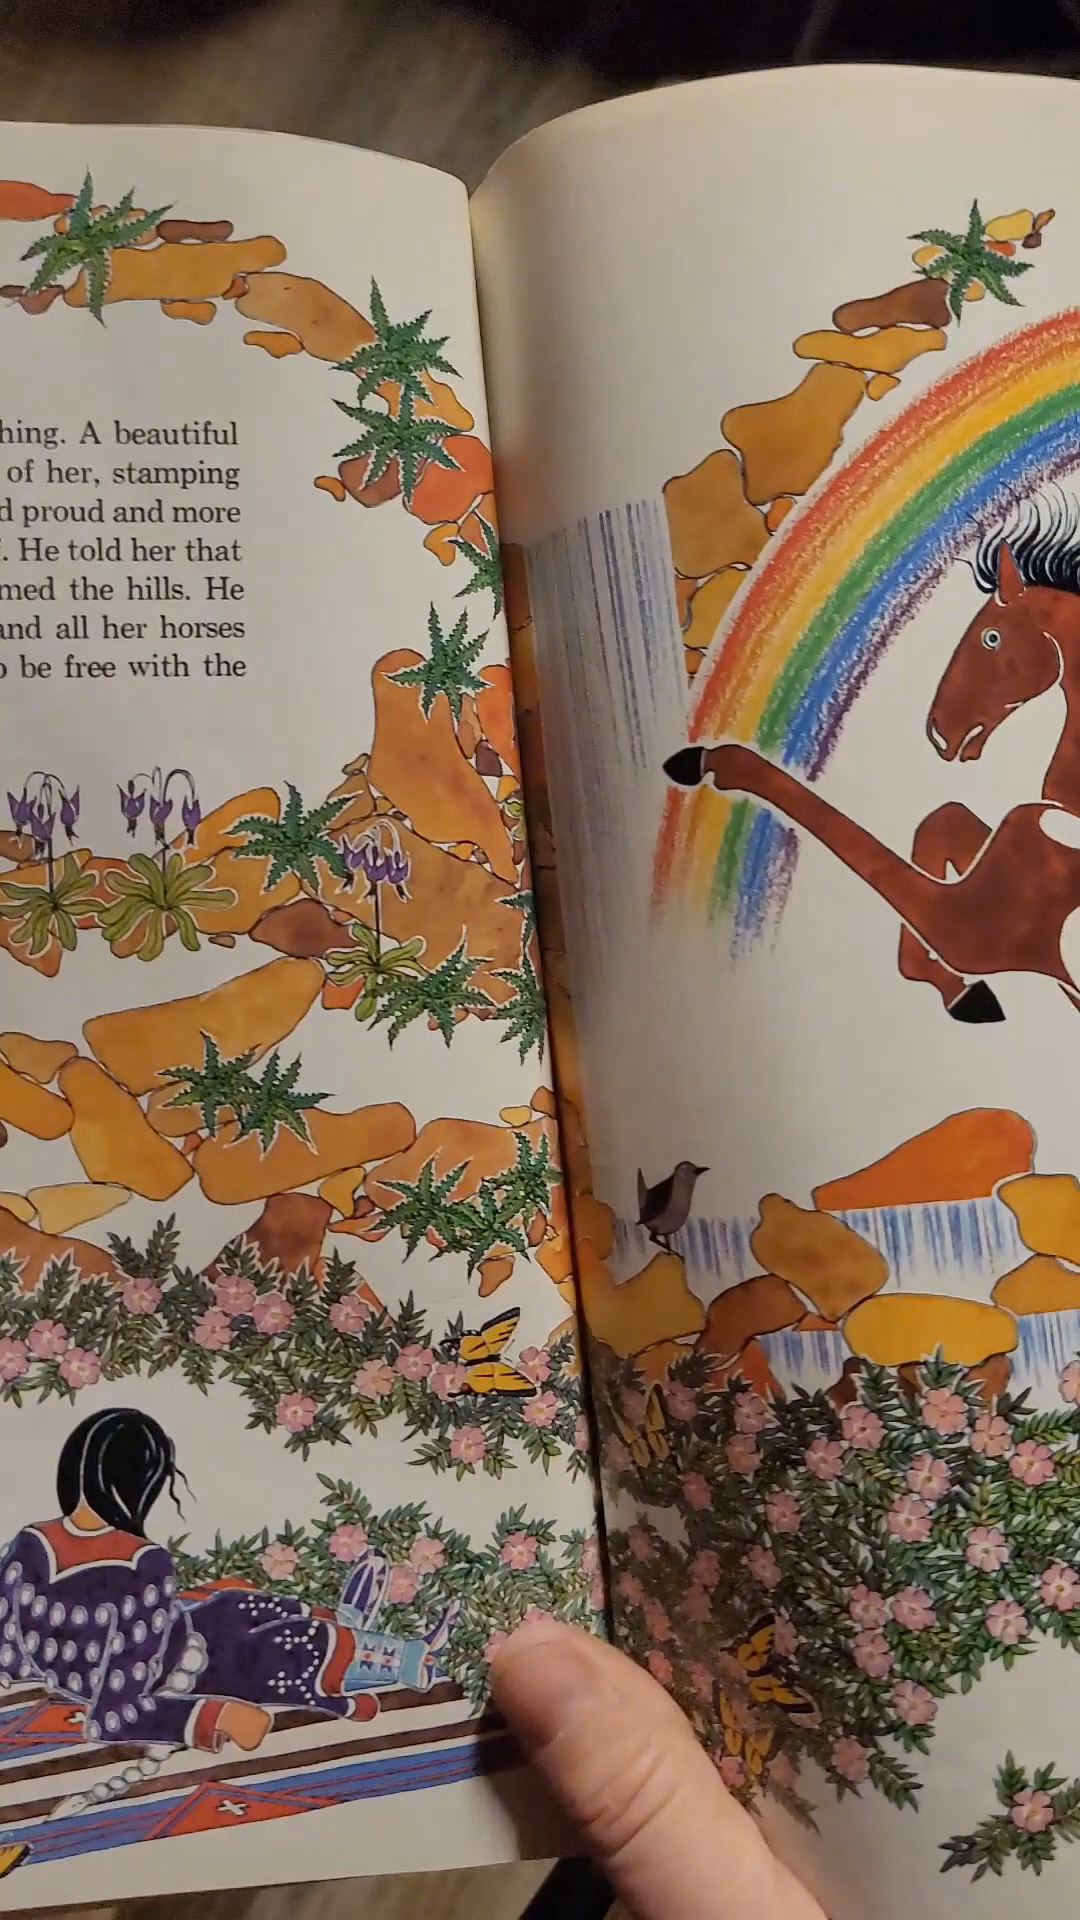 hing. A beautiful
of her, stamping
d proud and more
. He told her that
med the hills. He
and all her horses
o be free with the